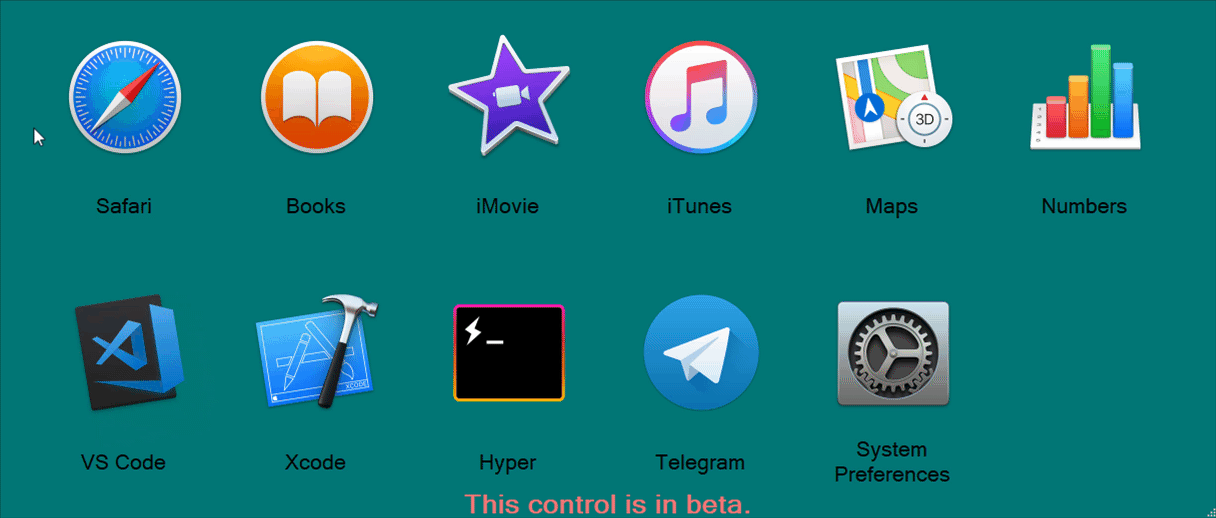 3D
Safari
Books
iMovie
iTunes
Maps
Numbers
XCODE
VS Code
Xcode
Hyper
Telegram
System
Preferences
This control is in beta.